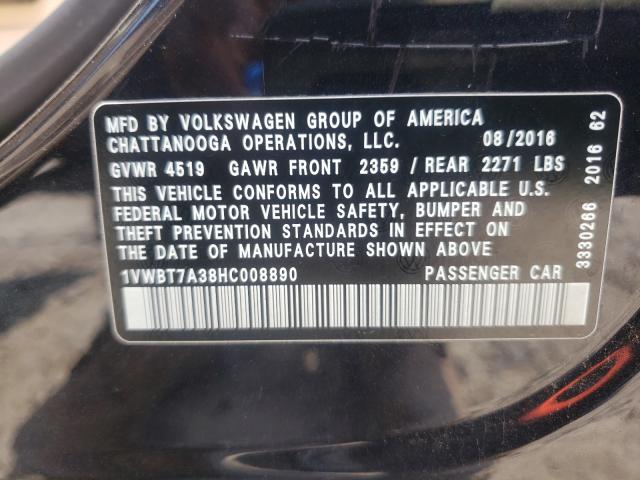 MFD BY VOLKSWAGEN GROUP OF AMERICA
CHATTANOOGA OPERATIONS, LLC. 08/2016
GVWR 4519 GAWR FRONT 2359 / REAR 2271 LBS
THIS VEHICLE CONFORMS TO ALL APPLICABLE U.S.
FEDERAL MOTOR VEHICLE SAFETY, BUMPER AND
THEFT PREVENTION STANDARDS IN EFFECT ON
THE DATE OF MANUFACTURE SHOWN ABOVE
1VWBT7A38HC008890 PASSENGER CAR
3330266 2016 62